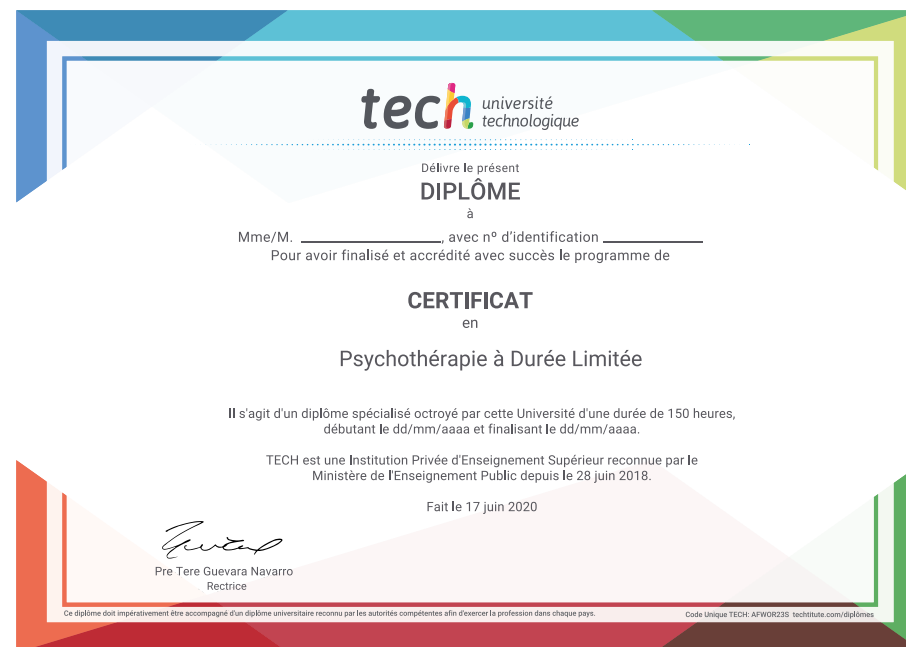 tech université
technologique
Délivre le présent
DIPLÔME
à
Mme/M. ____________________, avec nº d'identification ______________
Pour avoir finalisé et accrédité avec succès le programme de
CERTIFICAT
en
Psychothérapie à Durée Limitée
Il s'agit d'un diplôme spécialisé octroyé par cette Université d'une durée de 150 heures,
débutant le dd/mm/aaaa et finalisant le dd/mm/aaaa.
TECH est une Institution Privée d'Enseignement Supérieur reconnue par le
Ministère de l'Enseignement Public depuis le 28 juin 2018.
Fait le 17 juin 2020
Pre Tere Guevara Navarro
Rectrice
Ce diplôme doit impérativement être accompagné d'un diplôme universitaire reconnu par les autorités compétentes afin d'exercer la profession dans chaque pays.
Code Unique TECH: AFWOR23S techtitute.com/diplômes